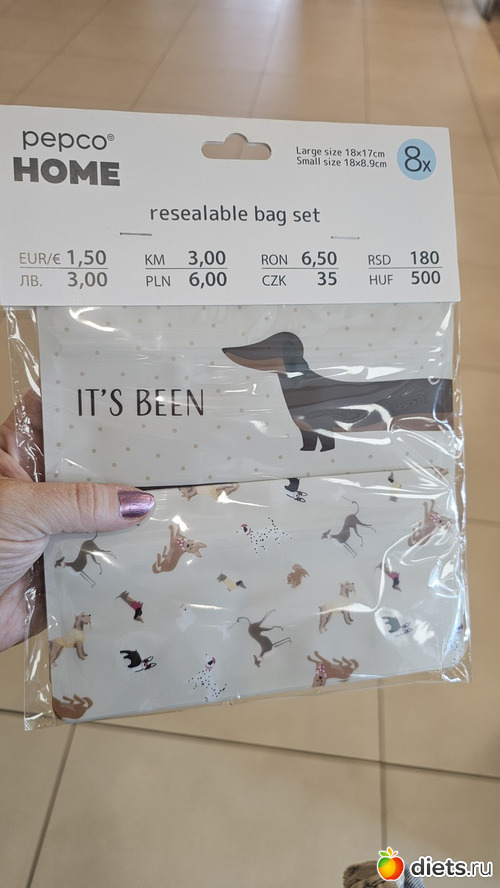 pepco®
HOME
Large size 18x17cm
Small size 18x8.9cm
8x
resealable bag set
EUR/€ 1,50 KM 3,00 RON 6,50 RSD 180
ЛВ. 3,00 PLN 6,00 CZK 35 HUF 500
IT'S BEEN
diets.ru